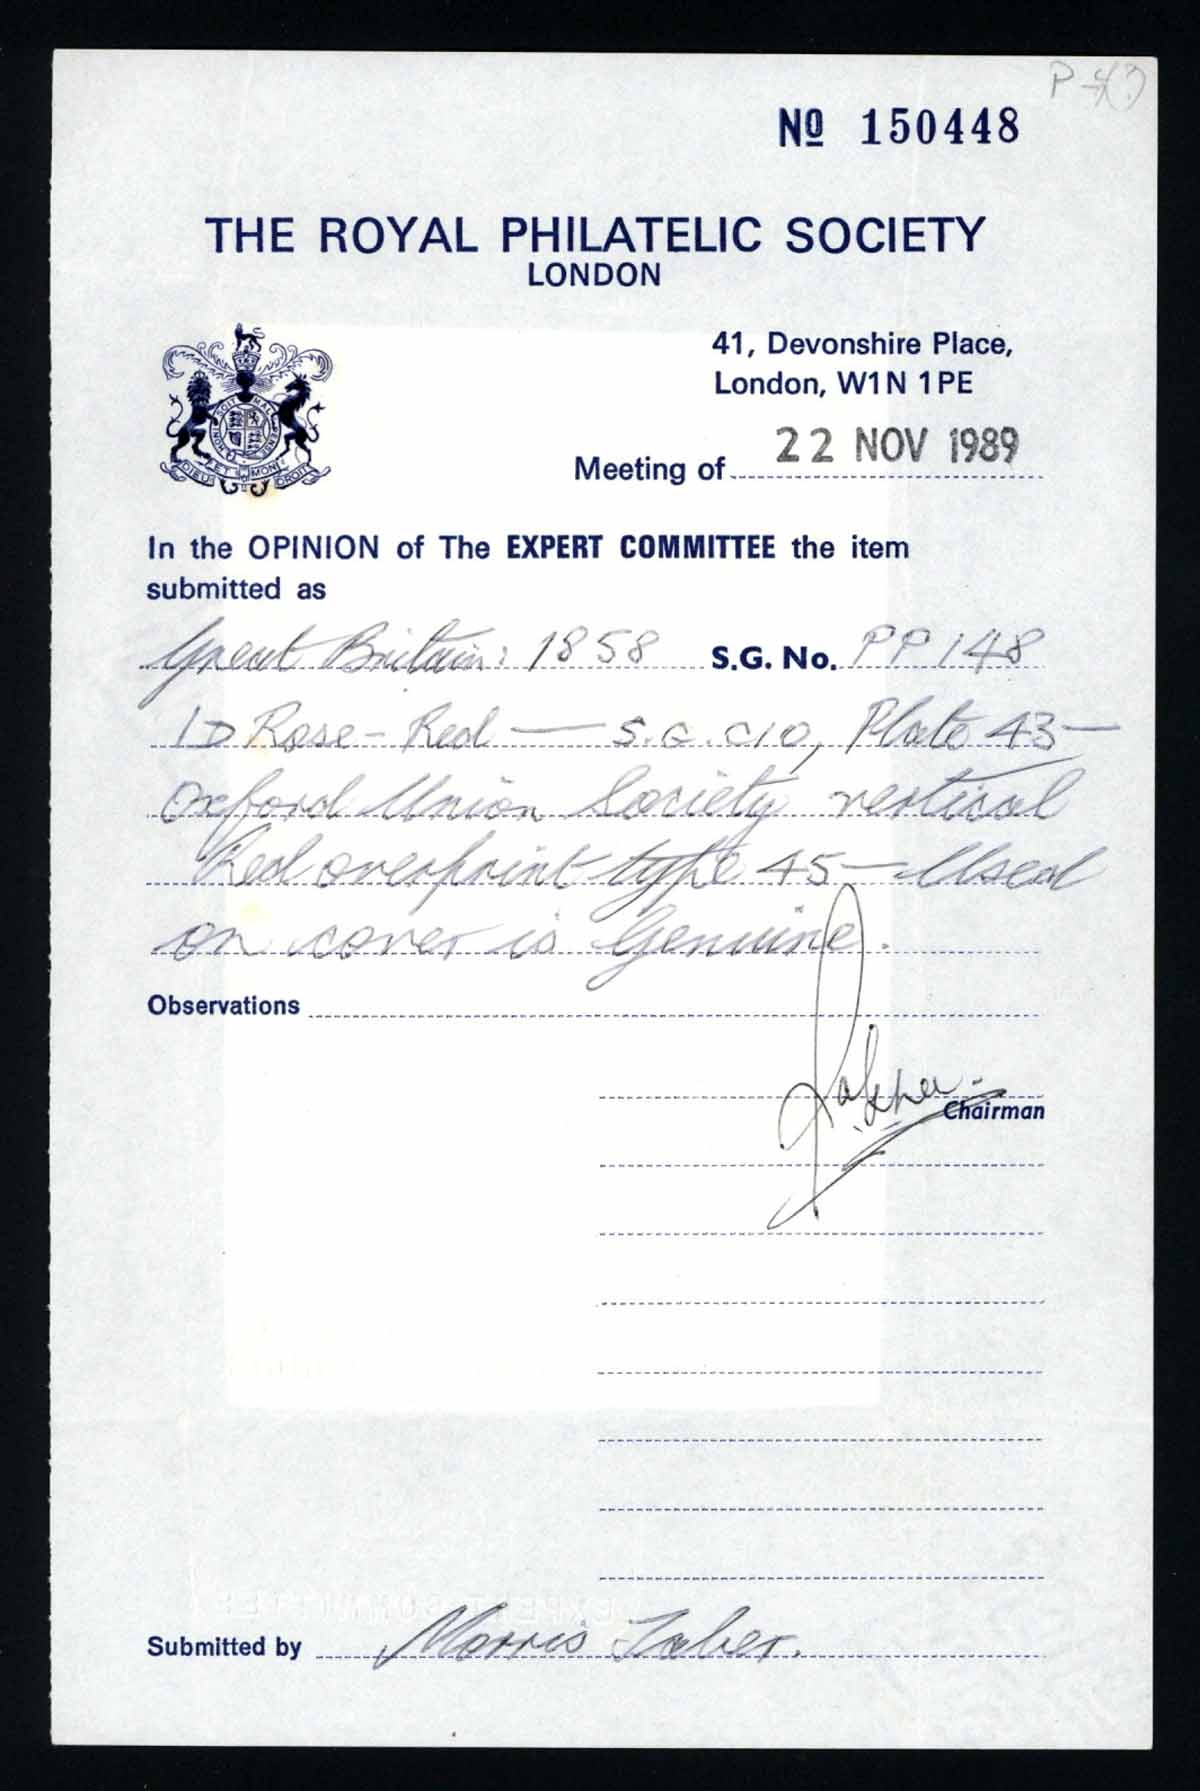 Nº 150448
THE ROYAL PHILATELIC SOCIETY
LONDON
41, Devonshire Place,
London, W1N 1PE
Meeting of 22 NOV 1989
In the OPINION of The EXPERT COMMITTEE the item
submitted as
Great Britain: 1858 S.G. No. PP148
1D Rose-Red — S.G. C10, Plate 43 —
Oxford Union Society vertical
Red overprint type 45 — Used
on cover is Genuine.
Observations
Chairman
EXPERT COMMITTEE
Submitted by Morris Taber.